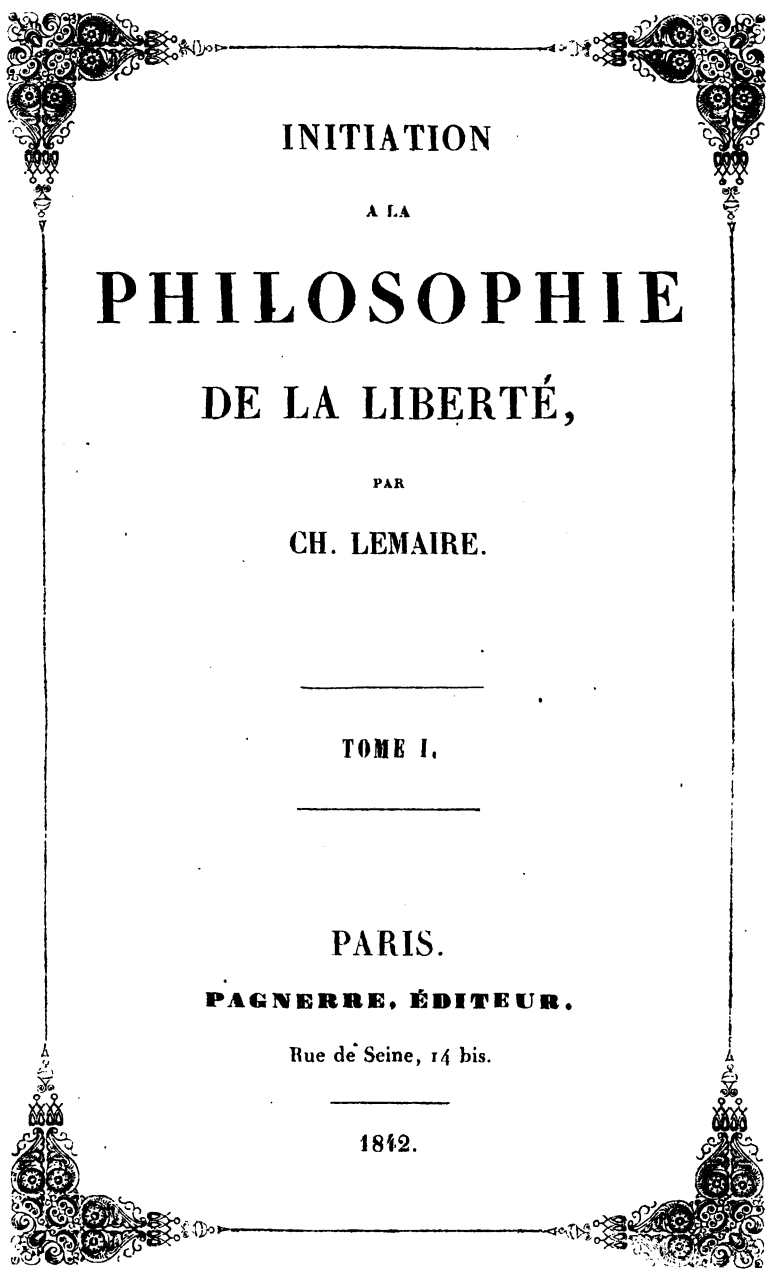 INITIATION
A LA
PHILOSOPHIE
DE LA LIBERTÉ,
PAR
CH. LEMAIRE.
TOME I.
PARIS.
PAGNERRE, ÉDITEUR.
Rue de Seine, 14 bis.
1842.